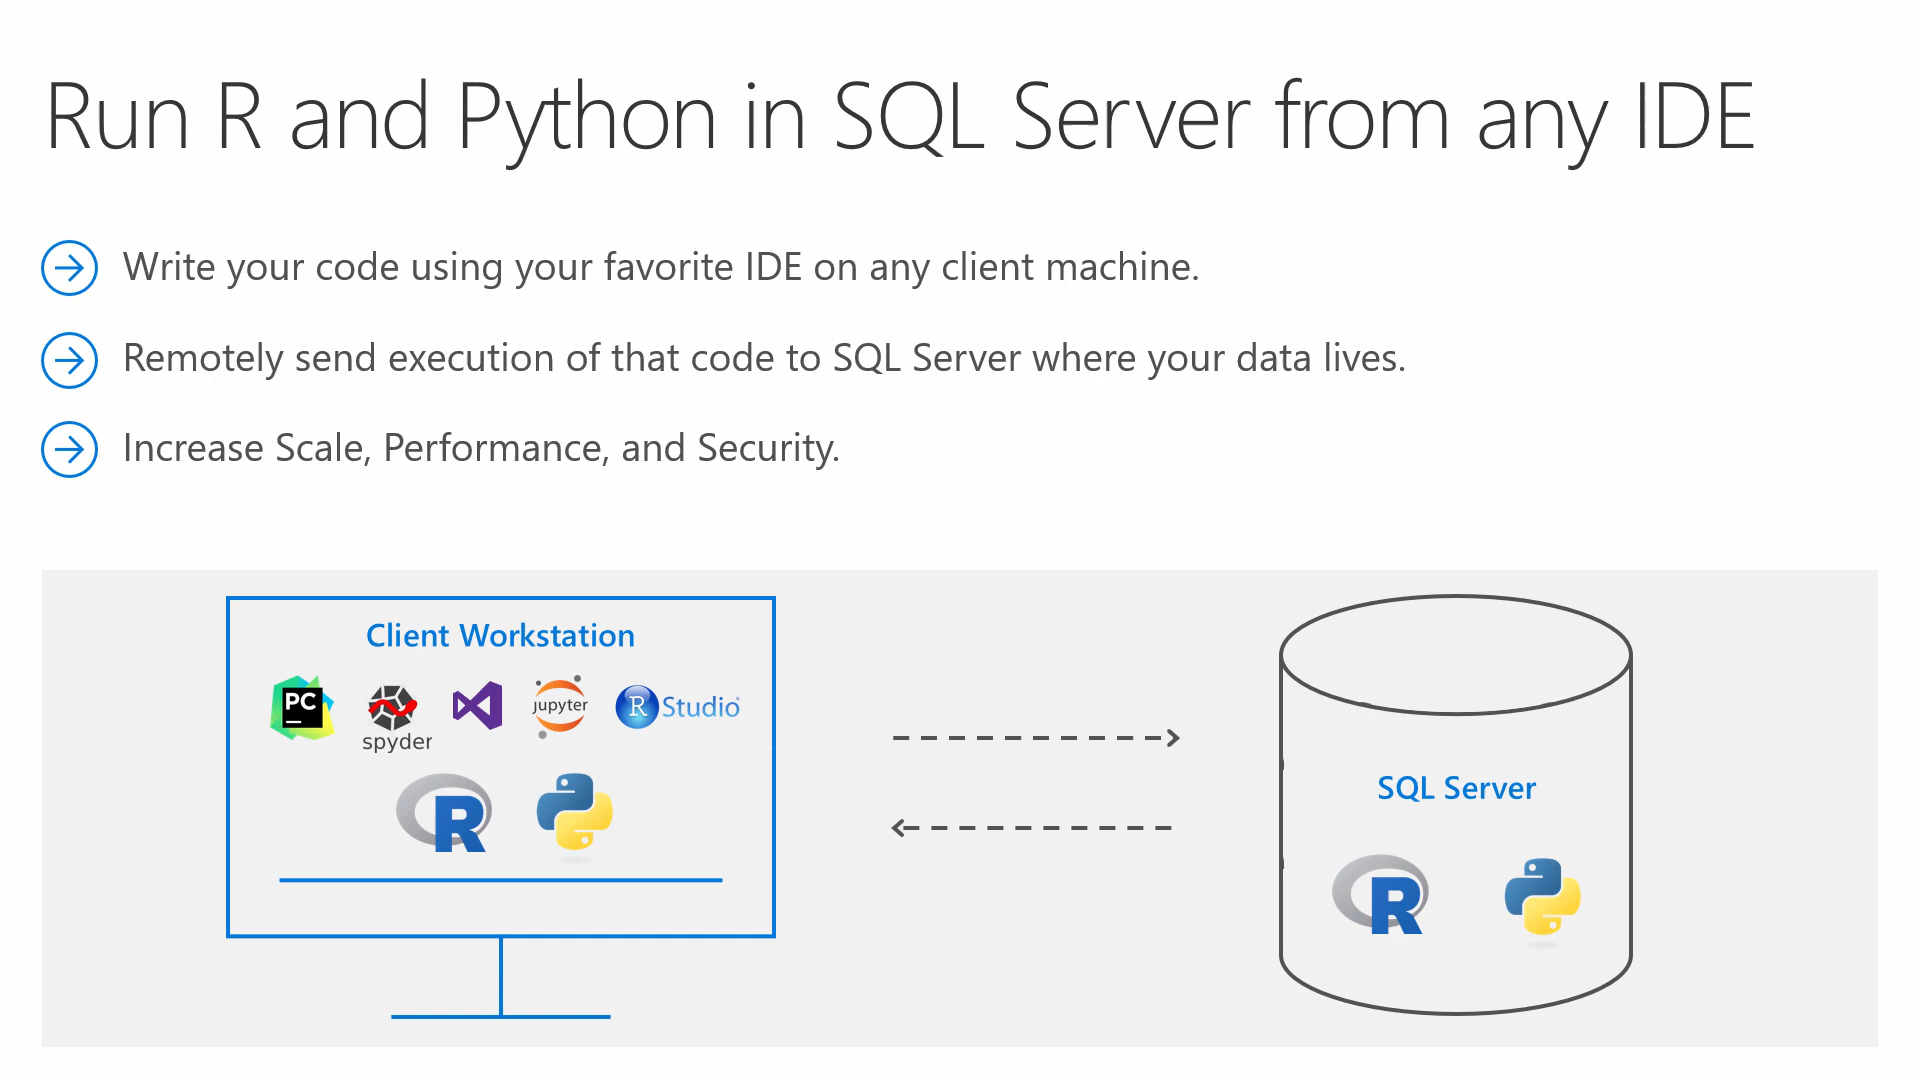 Run R and Python in SQL Server from any IDE
Write your code using your favorite IDE on any client machine.
Remotely send execution of that code to SQL Server where your data lives.
Increase Scale, Performance, and Security.
Client Workstation
PC
spyder
jupyter
R Studio
R
SQL Server
R